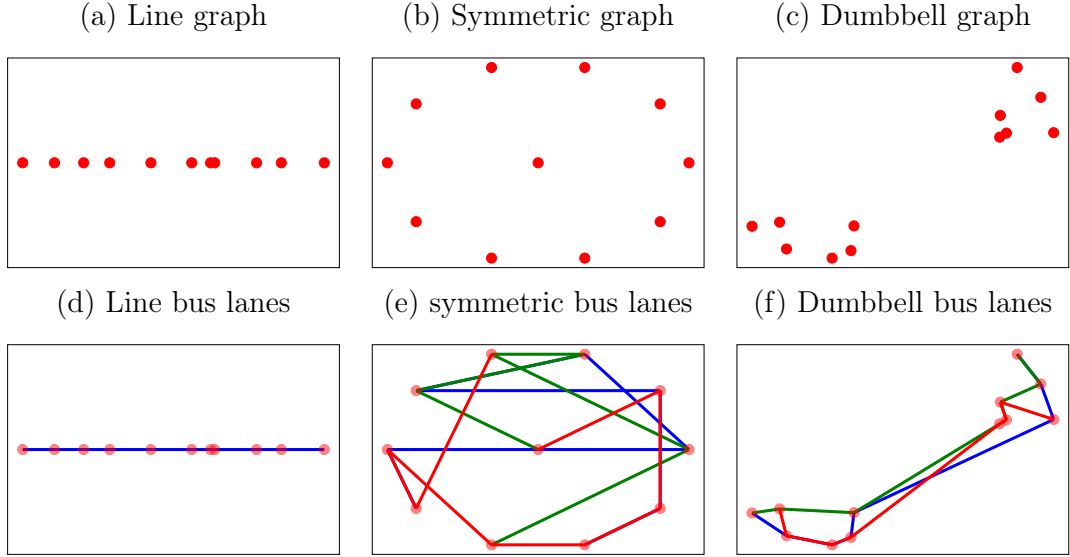 (a) Line graph
(b) Symmetric graph
(c) Dumbbell graph
(d) Line bus lanes
(e) symmetric bus lanes
(f) Dumbbell bus lanes